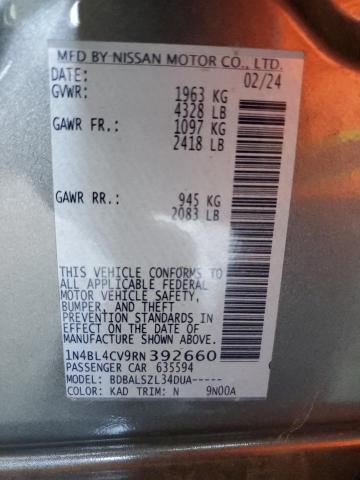 MFD BY NISSAN MOTOR CO., LTD.
DATE: 02/24
GVWR: 1963 KG
4328 LB
GAWR FR.: 1097 KG
2418 LB
GAWR RR.: 945 KG
2083 LB
THIS VEHICLE CONFORMS TO
ALL APPLICABLE FEDERAL
MOTOR VEHICLE SAFETY,
BUMPER, AND THEFT
PREVENTION STANDARDS IN
EFFECT ON THE DATE OF
MANUFACTURE SHOWN ABOVE.
1N4BL4CV9RN392660
PASSENGER CAR 635594
MODEL: BDBALSZL34DUA-----
COLOR: KAD TRIM: N 9N00A